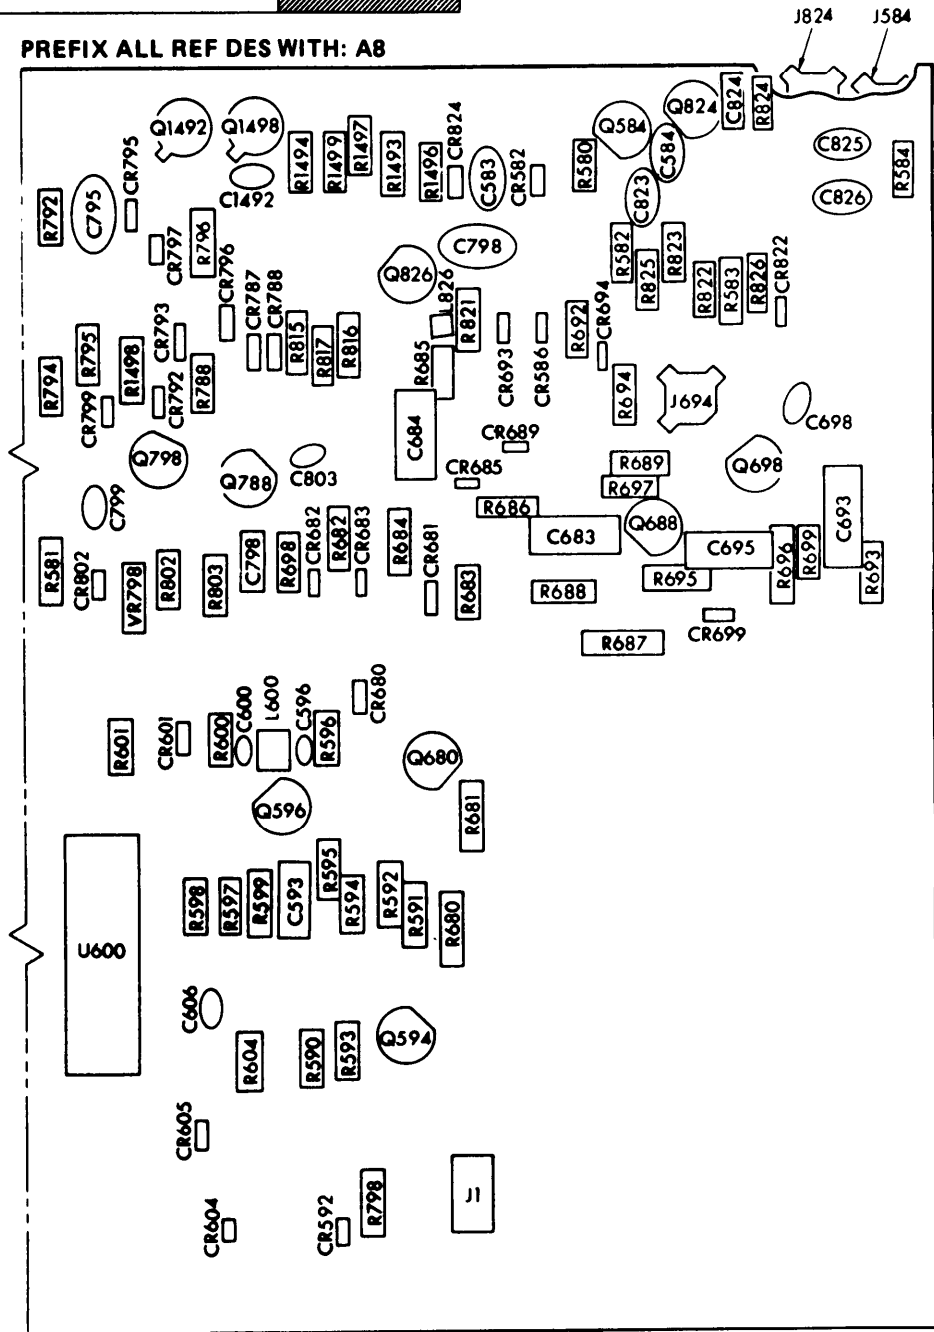 J824
J584
PREFIX ALL REF DES WITH: A8
Q1492
Q1498
CR795
R1494
R1499
R1497
R1493
R1496
CR824
C583
CR582
R580
Q584
C584
Q824
C824
R824
C825
R584
C826
R792
C795
C1492
C823
CR797
R796
CR796
Q826
C798
R582
R825
R823
R822
R583
R826
CR822
L826
CR787
CR788
R815
R817
R816
R821
R685
CR693
CR586
R692
CR694
R794
R795
R1498
CR793
CR792
R788
CR799
C684
R694
J694
C698
CR689
Q798
Q788
C803
CR685
R689
R697
Q698
C799
R686
C683
Q688
C695
C693
R581
CR802
VR798
R802
R803
C798
R698
CR682
R682
CR683
R684
CR681
R683
R688
R695
R696
R699
R693
R687
CR699
R601
CR601
R600
C600
L600
C596
R596
CR680
Q680
Q596
R681
U600
R598
R597
R599
C593
R595
R594
R592
R591
R680
C606
R604
R590
R593
Q594
CR605
CR604
CR592
R798
J1